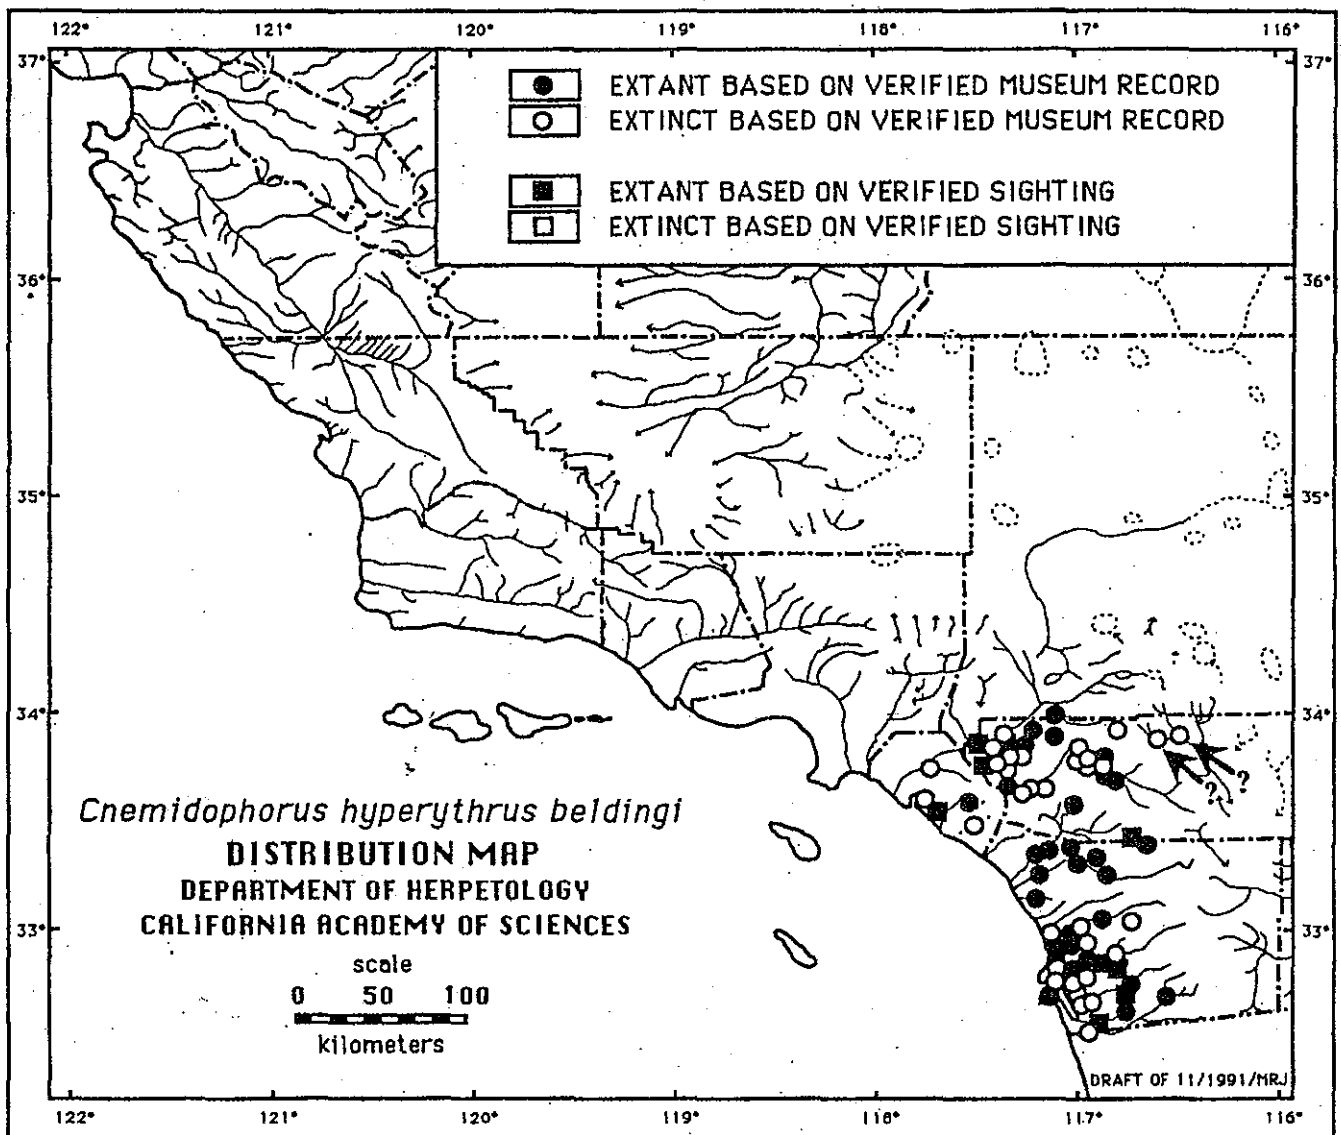 122° 121° 120° 119° 118° 117° 116°
37° 37°
EXTANT BASED ON VERIFIED MUSEUM RECORD
EXTINCT BASED ON VERIFIED MUSEUM RECORD
EXTANT BASED ON VERIFIED SIGHTING
EXTINCT BASED ON VERIFIED SIGHTING
36° 36°
35° 35°
34° 34°
? ?
Cnemidophorus hyperythrus beldingi
DISTRIBUTION MAP
DEPARTMENT OF HERPETOLOGY
CALIFORNIA ACADEMY OF SCIENCES
33° 33°
scale
0 50 100
kilometers
DRAFT OF 11/1991/MRJ
122° 121° 120° 119° 118° 117° 116°